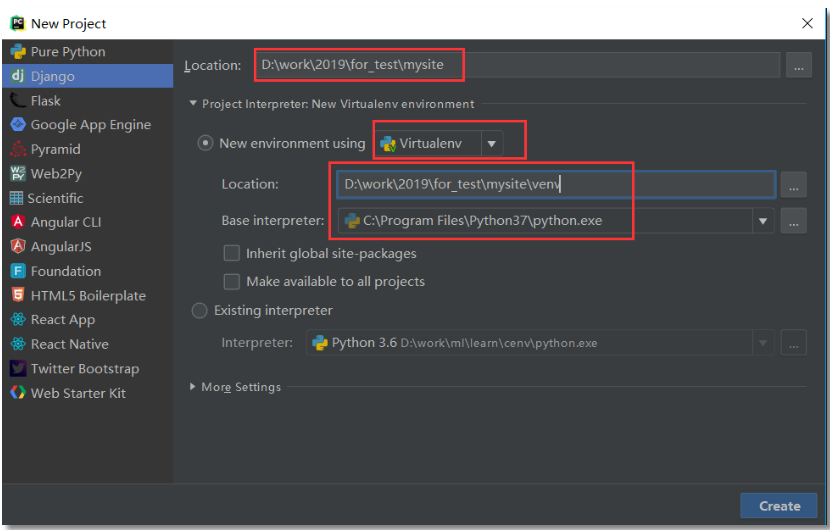 New Project
Pure Python
Django
Flask
Google App Engine
Pyramid
Web2Py
Scientific
Angular CLI
AngularJS
Foundation
HTML5 Boilerplate
React App
React Native
Twitter Bootstrap
Web Starter Kit
Location: D:\work\2019\for_test\mysite ...
Project Interpreter: New Virtualenv environment
New environment using Virtualenv
Location: D:\work\2019\for_test\mysite\venv ...
Base interpreter: C:\Program Files\Python37\python.exe ...
Inherit global site-packages
Make available to all projects
Existing interpreter
Interpreter: Python 3.6 D:\work\ml\learn\cenv\python.exe ...
More Settings
Create